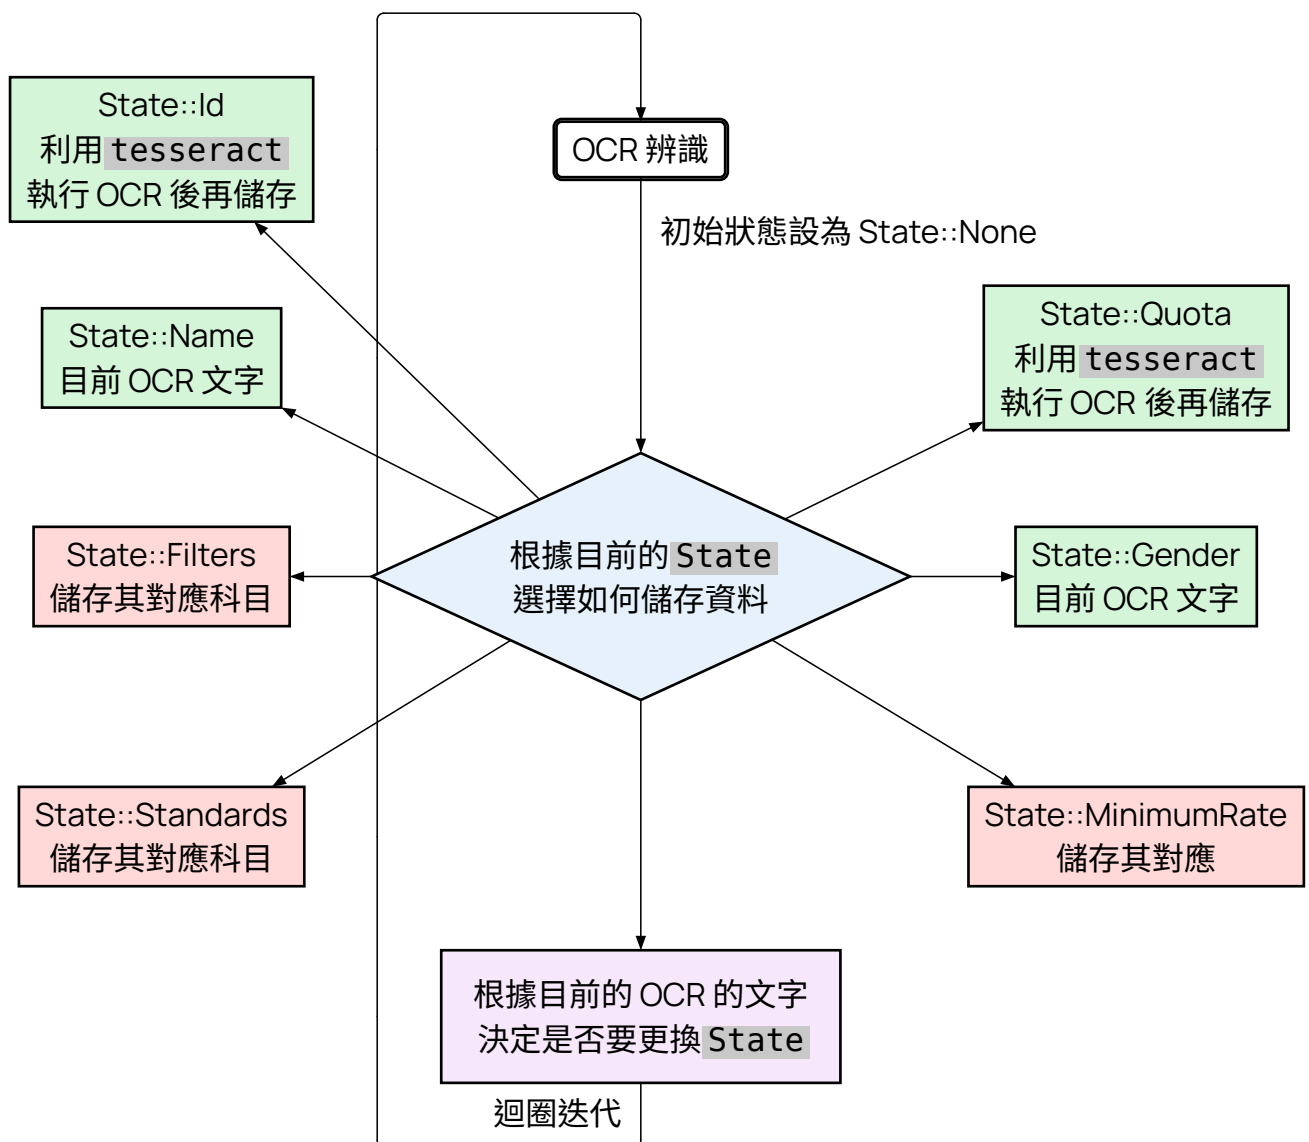 State::Id
利用 tesseract
執行 OCR 後再儲存
OCR 辨識
初始狀態設為 State::None
State::Name
目前 OCR 文字
State::Quota
利用 tesseract
執行 OCR 後再儲存
State::Filters
儲存其對應科目
根據目前的 State
選擇如何儲存資料
State::Gender
目前 OCR 文字
State::Standards
儲存其對應科目
State::MinimumRate
儲存其對應
根據目前的 OCR 的文字
決定是否要更換 State
迴圈迭代